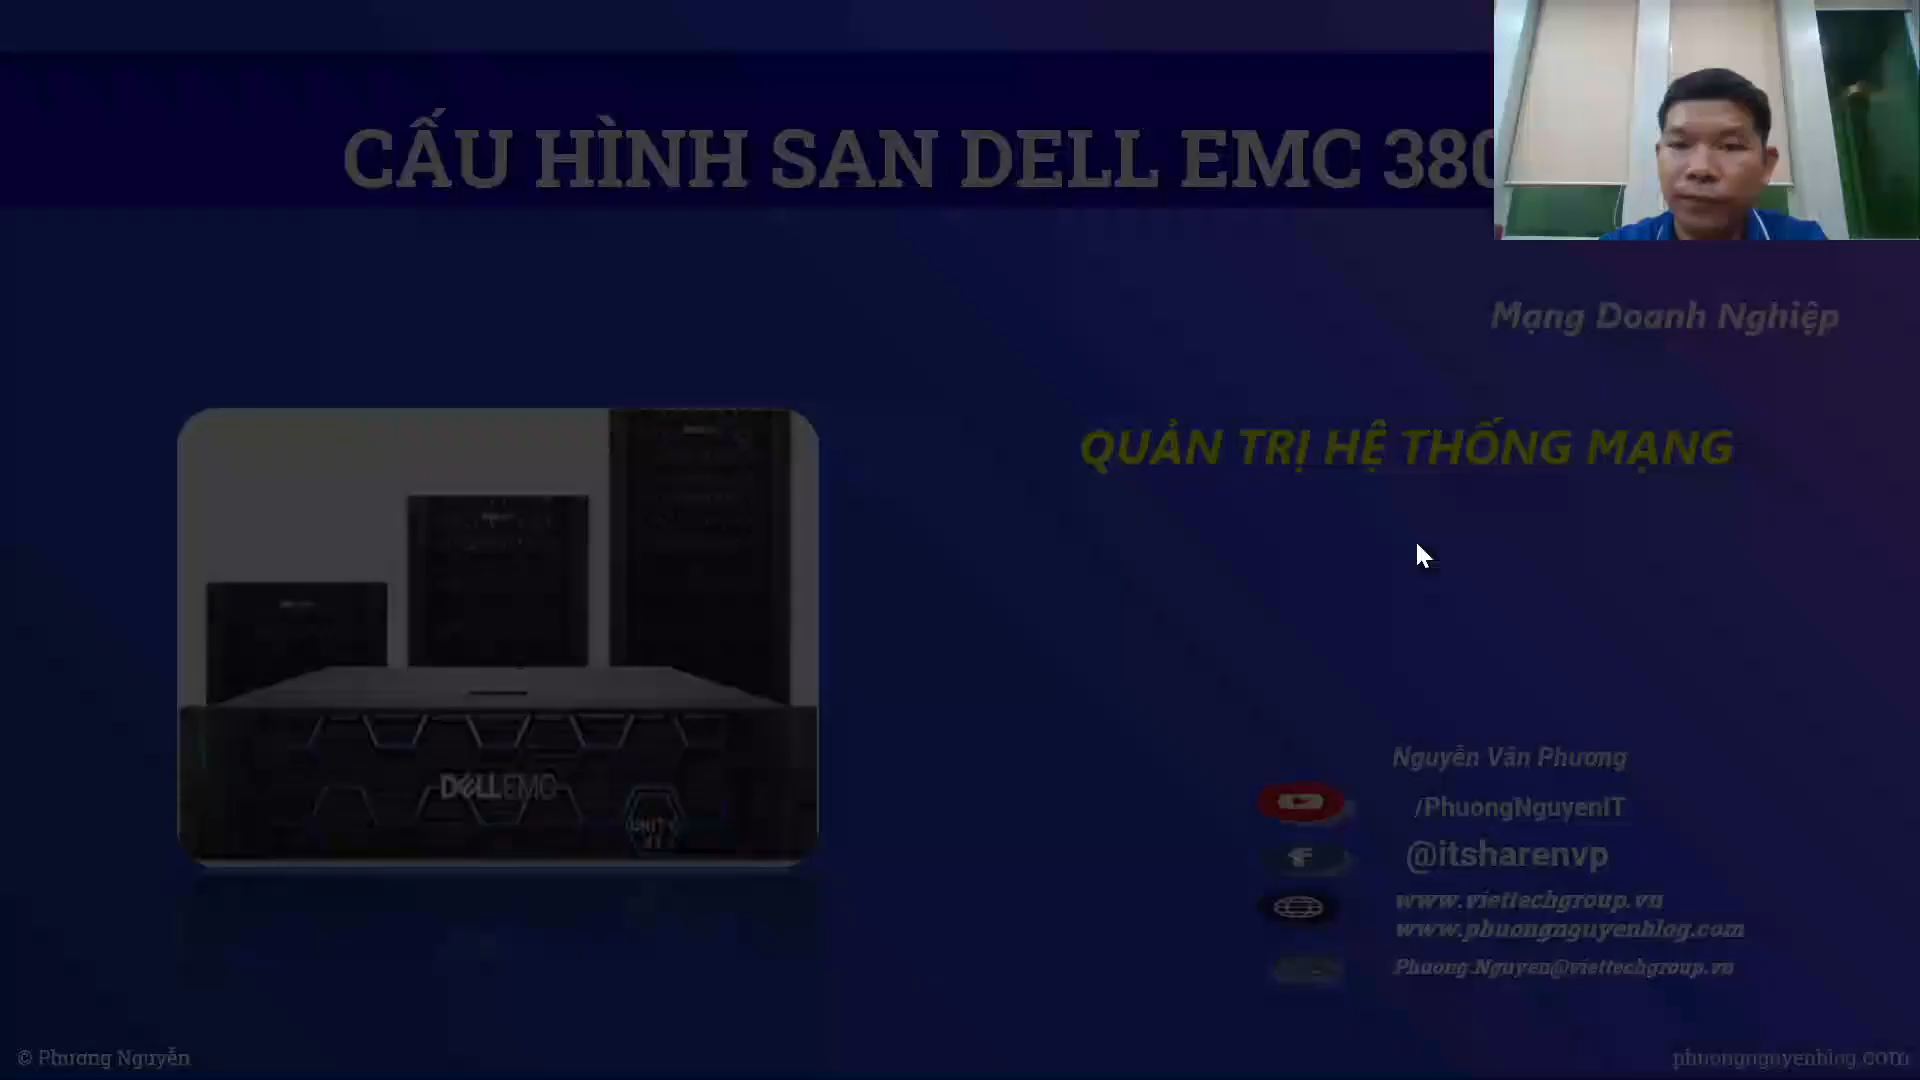 CẤU HÌNH SAN DELL EMC 380
Mạng Doanh Nghiệp
QUẢN TRỊ HỆ THỐNG MẠNG
DELLEMC
UNITY
Nguyễn Văn Phương
/PhuongNguyenIT
@itsharenvp
www.viettechgroup.vn
www.phuongnguyenblog.com
Phuong.Nguyen@viettechgroup.vn
© Phương Nguyễn
phuongnguyenblog.com